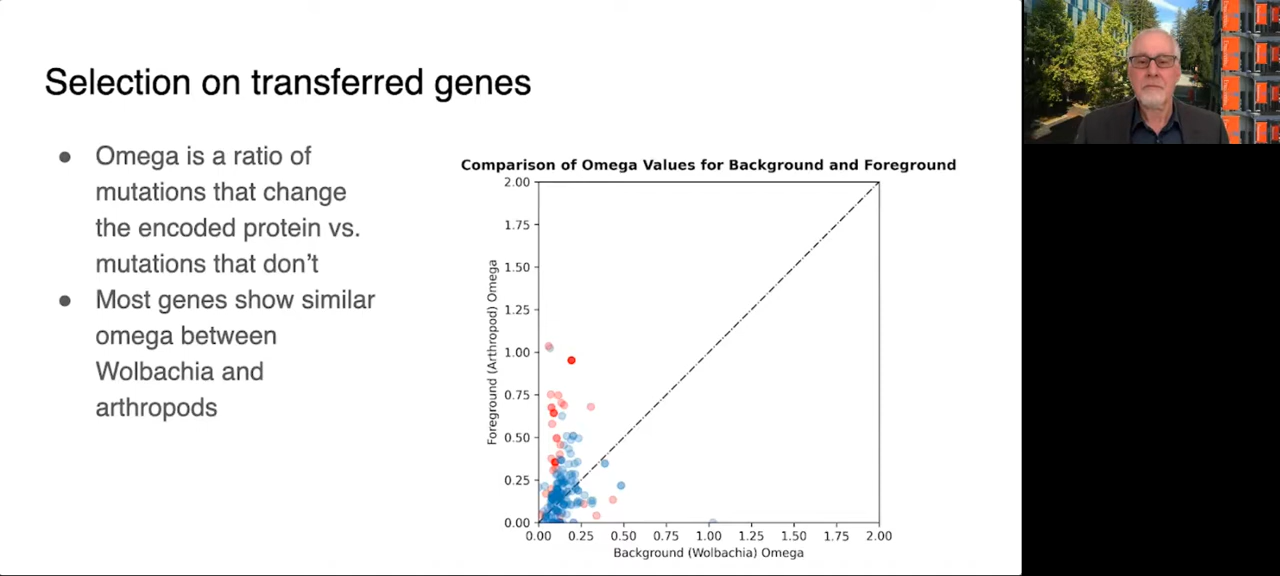 Selection on transferred genes
● Omega is a ratio of
mutations that change
the encoded protein vs.
mutations that don't
● Most genes show similar
omega between
Wolbachia and
arthropods
Comparison of Omega Values for Background and Foreground
2.00
1.75
1.50
1.25
1.00
0.75
0.50
0.25
0.00
Foreground (Arthropod) Omega
0.00 0.25 0.50 0.75 1.00 1.25 1.50 1.75 2.00
Background (Wolbachia) Omega